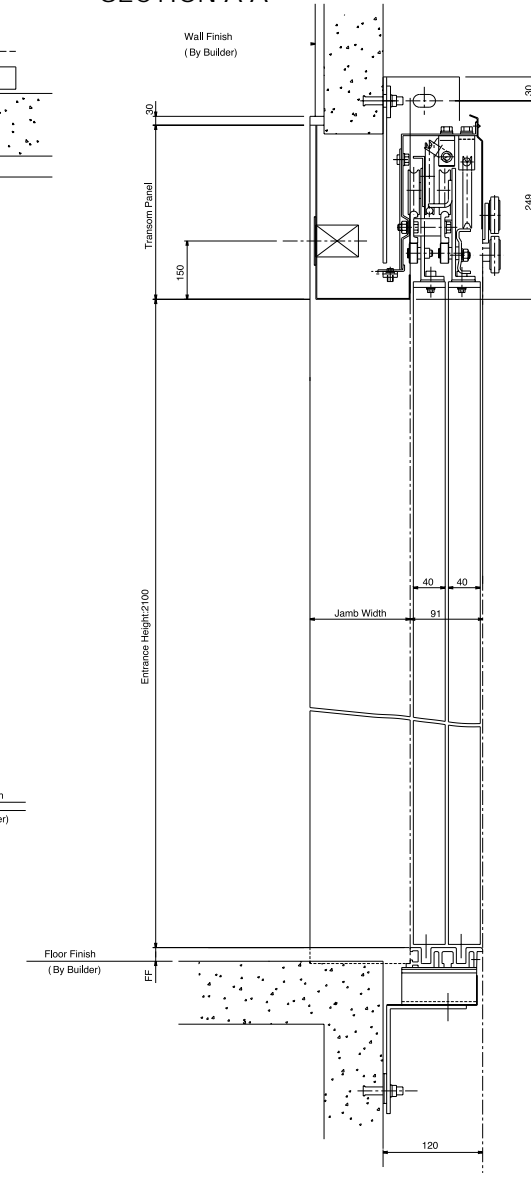 SECTION A-A
Wall Finish
( By Builder)
30
30
Transom Panel
249
150
40
40
Jamb Width
91
Entrance Height:2100
n
er)
Floor Finish
( By Builder)
FF
120